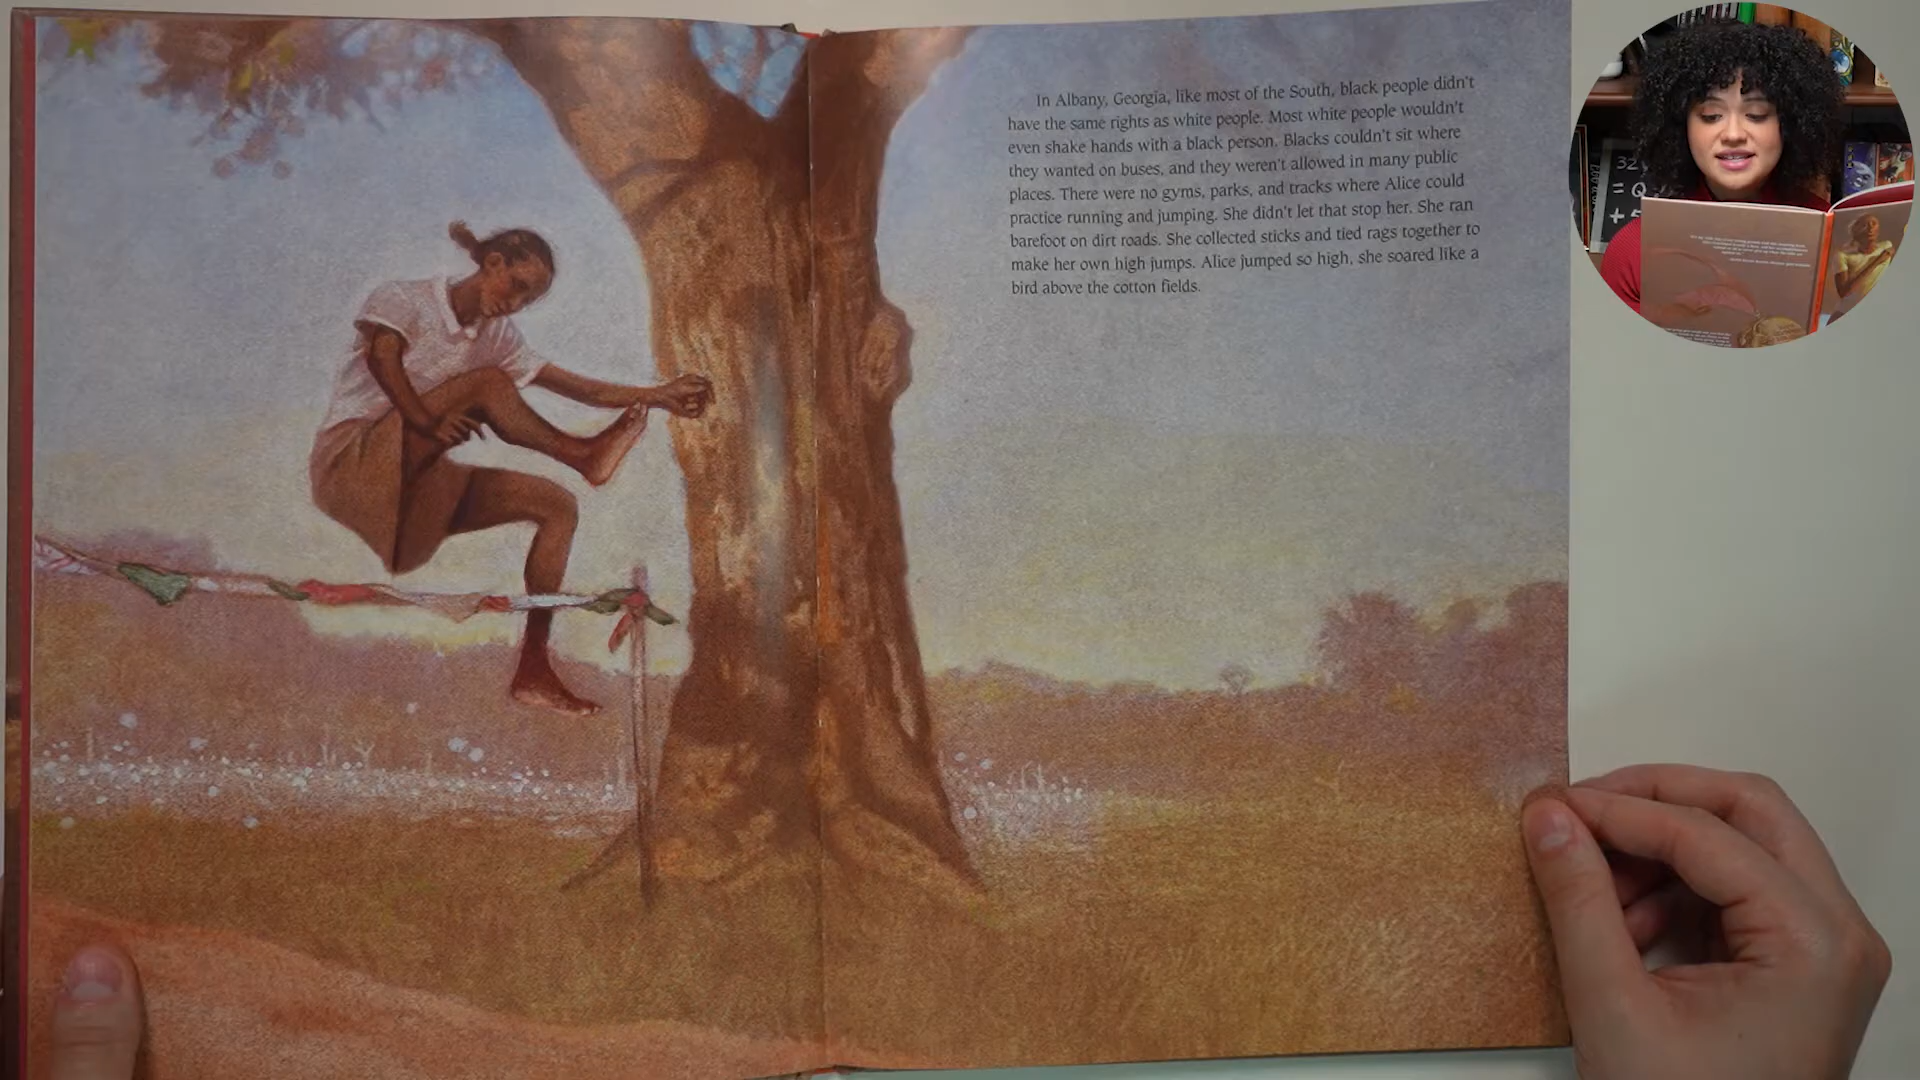 In Albany, Georgia, like most of the South, black people didn't
have the same rights as white people. Most white people wouldn't
even shake hands with a black person. Blacks couldn't sit where
they wanted on buses, and they weren't allowed in many public
places. There were no gyms, parks, and tracks where Alice could
practice running and jumping. She didn't let that stop her. She ran
barefoot on dirt roads. She collected sticks and tied rags together to
make her own high jumps. Alice jumped so high, she soared like a
bird above the cotton fields.
32
= Q